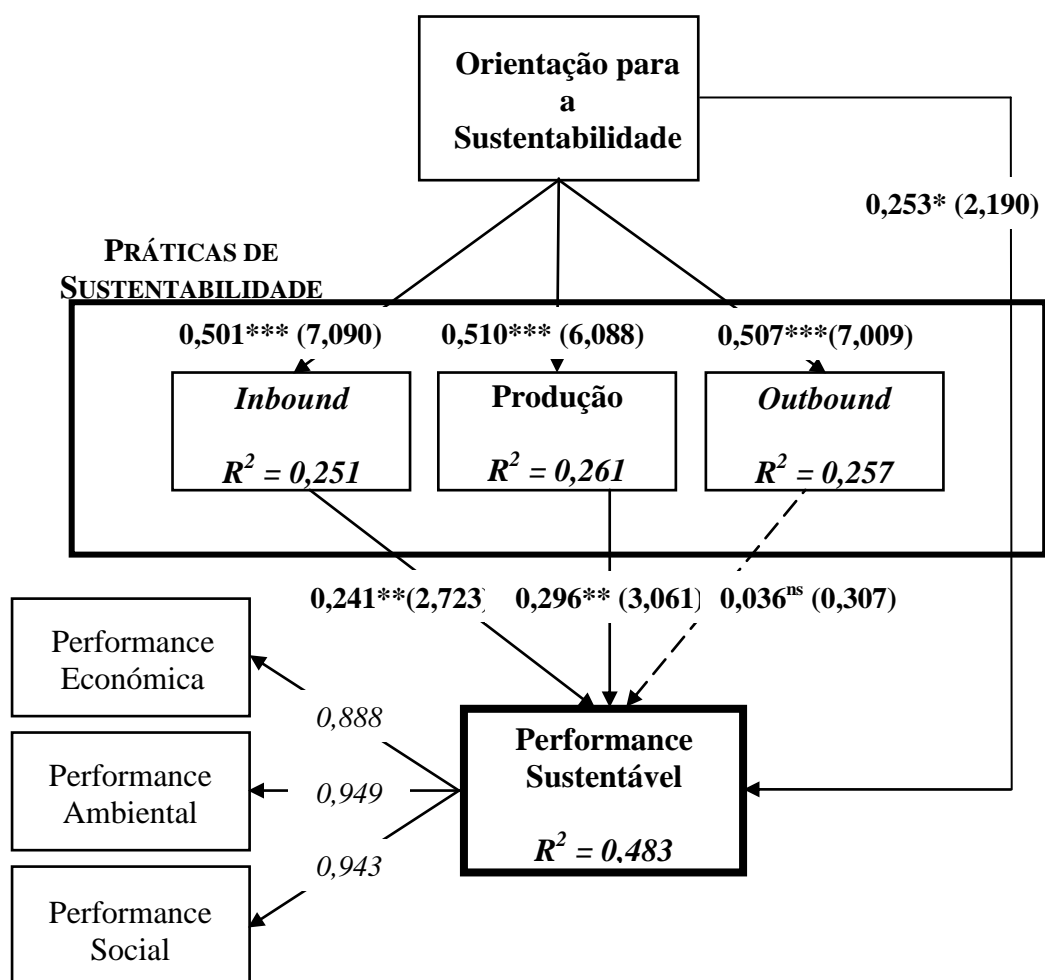 Orientação para
a
Sustentabilidade
0,253* (2,190)
PRÁTICAS DE
SUSTENTABILIDADE
0,501*** (7,090)
0,510*** (6,088)
0,507***(7,009)
Inbound
R² = 0,251
Produção
R² = 0,261
Outbound
R² = 0,257
0,241**(2,723)
0,296** (3,061)
0,036ⁿˢ (0,307)
Performance
Económica
0,888
Performance
Ambiental
0,949
Performance
Social
0,943
Performance
Sustentável
R² = 0,483